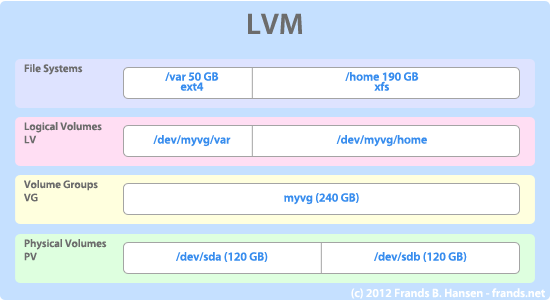 LVM
File Systems
/var 50 GB
ext4
/home 190 GB
xfs
Logical Volumes
LV
/dev/myvg/var
/dev/myvg/home
Volume Groups
VG
myvg (240 GB)
Physical Volumes
PV
/dev/sda (120 GB)
/dev/sdb (120 GB)
(c) 2012 Frands B. Hansen - frands.net